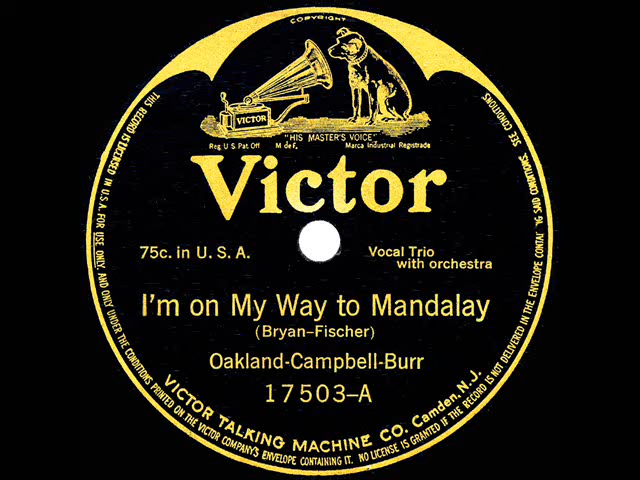 COPYRIGHT
VICTOR
"HIS MASTER'S VOICE"
Reg U S Pat Off M de F. Marca Industrial Registrada
Victor
75c. in U. S. A.
Vocal Trio
with orchestra
I'm on My Way to Mandalay
(Bryan–Fischer)
Oakland-Campbell-Burr
17503–A
VICTOR TALKING MACHINE CO. Camden, N.J.
THIS RECORD IS LICENSED IN U.S.A. FOR USE ONLY, AND ONLY UNDER THE CONDITIONS PRINTED ON THE VICTOR COMPANY'S ENVELOPE CONTAINING IT. NO LICENSE IS GRANTED IF THE RECORD IS NOT DELIVERED IN THE ENVELOPE CONTAI 'G SAID CONDITIONS. SEE CONDITIONS.